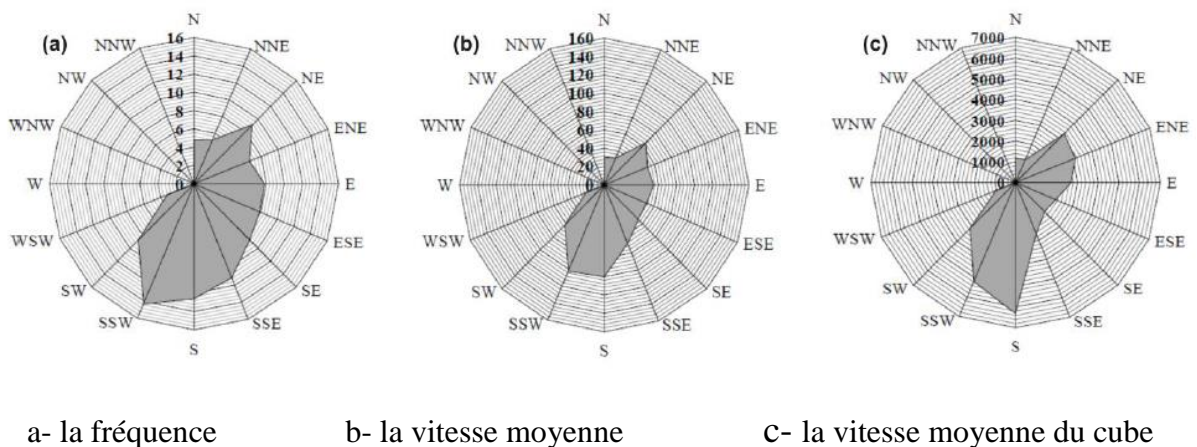 (a)
N
NNE
NE
ENE
E
ESE
SE
SSE
S
SSW
SW
WSW
W
WNW
NW
NNW
16
14
12
10
8
6
4
2
0
(b)
N
NNE
NE
ENE
E
ESE
SE
SSE
S
SSW
SW
WSW
W
WNW
NW
NNW
160
140
120
100
80
60
40
20
0
(c)
N
NNE
NE
ENE
E
ESE
SE
SSE
S
SSW
SW
WSW
W
WNW
NW
NNW
7000
6000
5000
4000
3000
2000
1000
0
a- la fréquence b- la vitesse moyenne c- la vitesse moyenne du cube